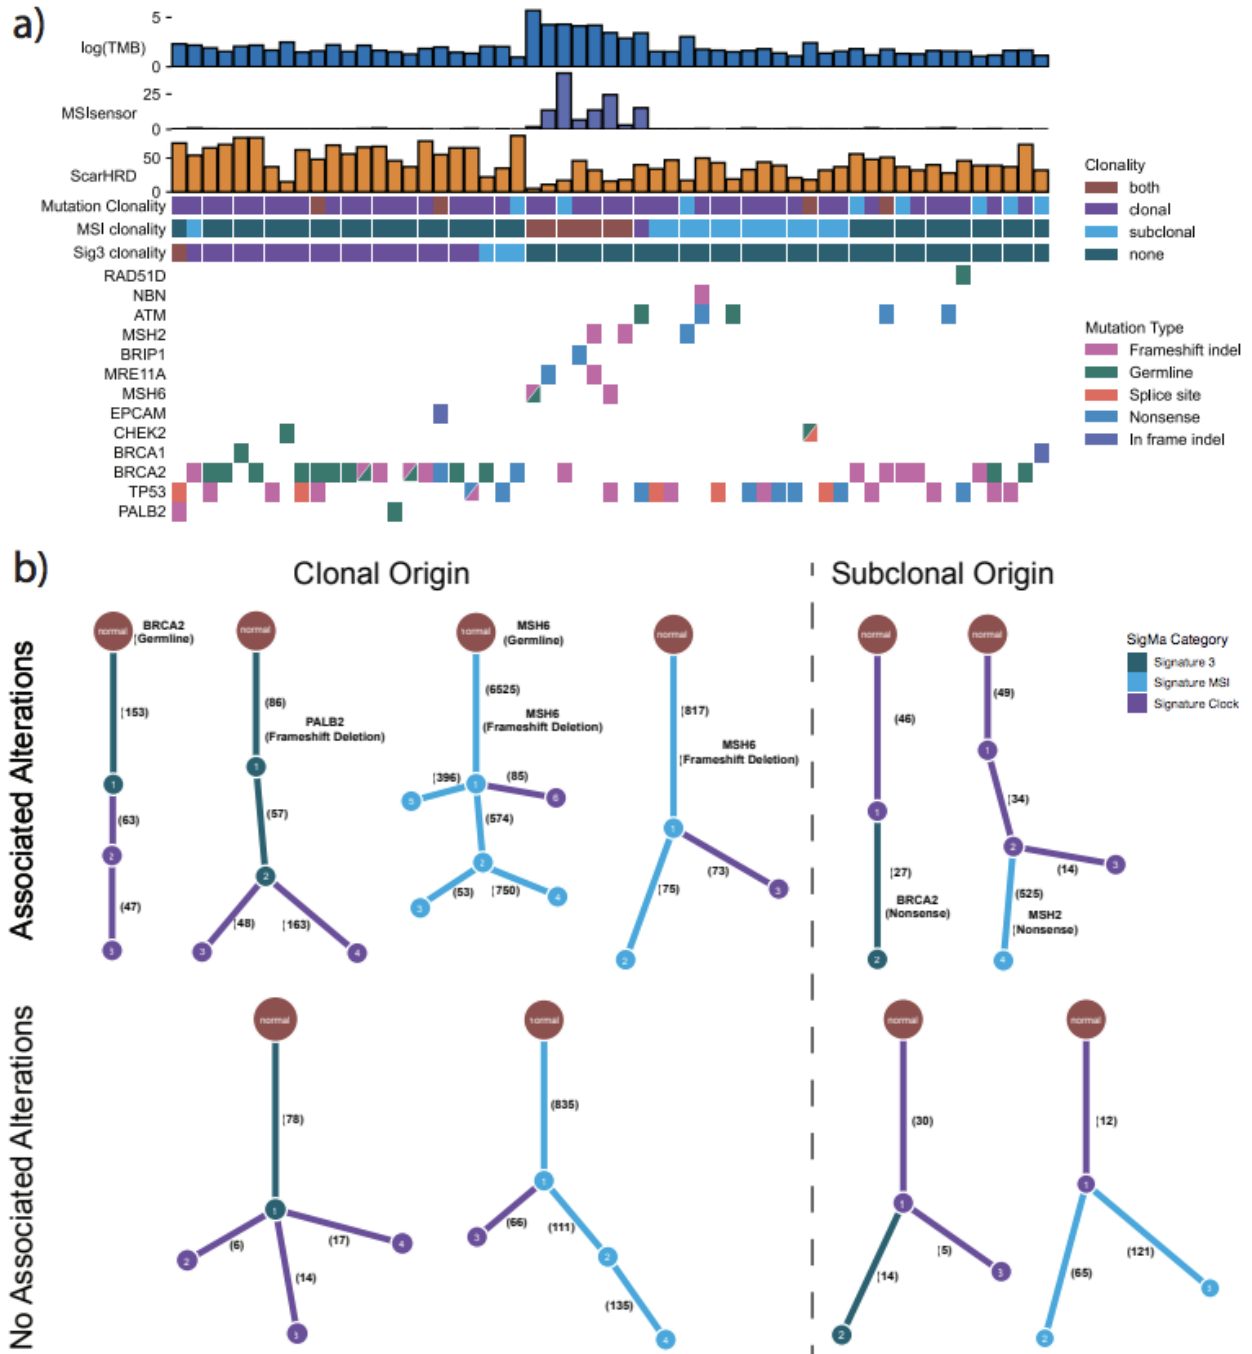 a)
5
log(TMB)
0
25
MSIsensor
0
50
ScarHRD
0
Mutation Clonality
MSI clonality
Sig3 clonality
RAD51D
NBN
ATM
MSH2
BRIP1
MRE11A
MSH6
EPCAM
CHEK2
BRCA1
BRCA2
TP53
PALB2
Clonality
both
clonal
subclonal
none
Mutation Type
Frameshift indel
Germline
Splice site
Nonsense
In frame indel
b)
Clonal Origin
Subclonal Origin
Associated Alterations
normal
BRCA2
(Germline)
(153)
1
(63)
2
(47)
3
normal
(86)
PALB2
(Frameshift Deletion)
1
(57)
2
(48)
(163)
3
4
normal
MSH6
(Germline)
(6525)
MSH6
(Frameshift Deletion)
(396)
1
(85)
5
6
(574)
2
(53)
(750)
3
4
normal
(817)
MSH6
(Frameshift Deletion)
1
(75)
(73)
3
2
normal
(46)
1
(27)
BRCA2
(Nonsense)
2
normal
(49)
1
(34)
2
(14)
3
(525)
MSH2
(Nonsense)
4
SigMa Category
Signature 3
Signature MSI
Signature Clock
No Associated Alterations
normal
(78)
1
(6)
(17)
2
4
(14)
3
normal
(835)
1
(66)
(111)
3
2
(135)
4
normal
(30)
1
(5)
(14)
3
2
normal
(12)
1
(65)
(121)
3
2